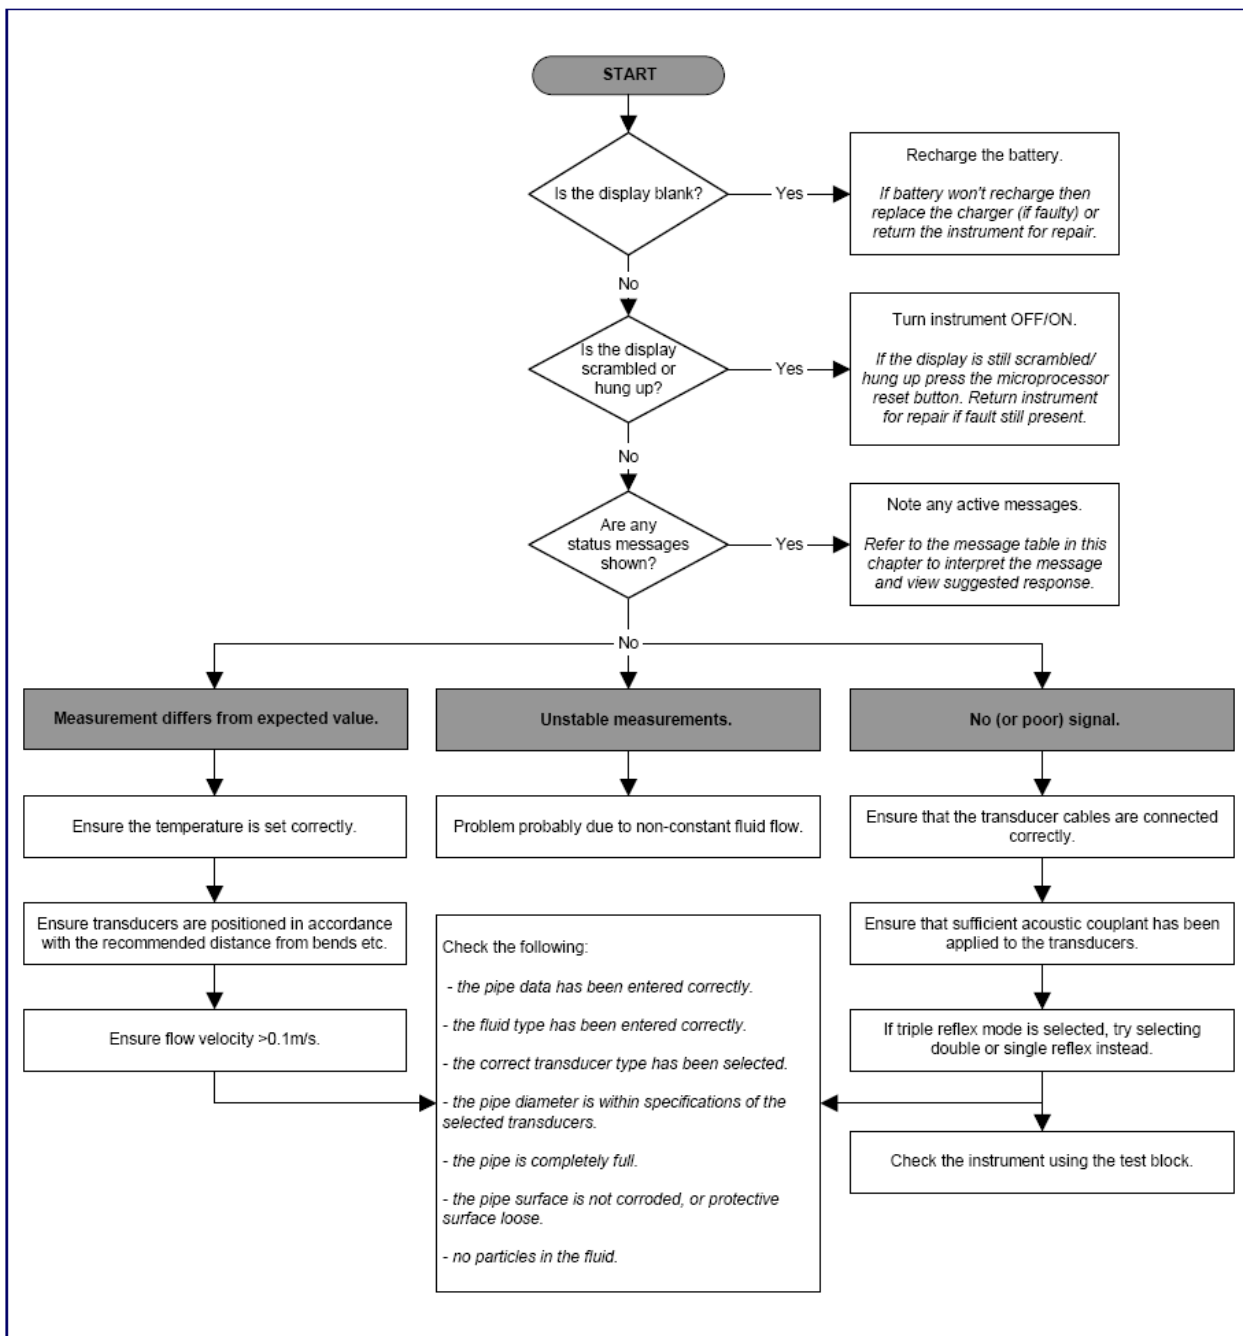 START
Is the display blank?
Yes
Recharge the battery.
If battery won't recharge then
replace the charger (if faulty) or
return the instrument for repair.
No
Is the display
scrambled or
hung up?
Yes
Turn instrument OFF/ON.
If the display is still scrambled/
hung up press the microprocessor
reset button. Return instrument
for repair if fault still present.
No
Are any
status messages
shown?
Yes
Note any active messages.
Refer to the message table in this
chapter to interpret the message
and view suggested response.
No
Measurement differs from expected value.
Ensure the temperature is set correctly.
Ensure transducers are positioned in accordance
with the recommended distance from bends etc.
Ensure flow velocity >0.1m/s.
Unstable measurements.
Problem probably due to non-constant fluid flow.
Check the following:
- the pipe data has been entered correctly.
- the fluid type has been entered correctly.
- the correct transducer type has been selected.
- the pipe diameter is within specifications of the
selected transducers.
- the pipe is completely full.
- the pipe surface is not corroded, or protective
surface loose.
- no particles in the fluid.
No (or poor) signal.
Ensure that the transducer cables are connected
correctly.
Ensure that sufficient acoustic couplant has been
applied to the transducers.
If triple reflex mode is selected, try selecting
double or single reflex instead.
Check the instrument using the test block.